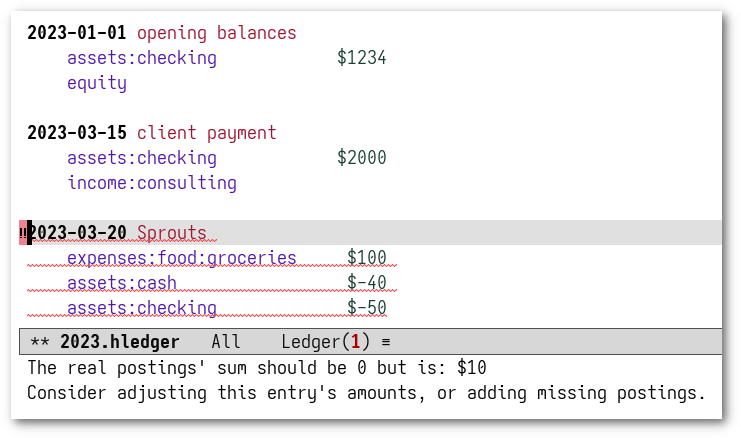 2023-01-01 opening balances
    assets:checking            $1234
    equity

2023-03-15 client payment
    assets:checking            $2000
    income:consulting

!!2023-03-20 Sprouts
    expenses:food:groceries     $100
    assets:cash                 $-40
    assets:checking             $-50
** 2023.hledger   All    Ledger(1) ≡
The real postings' sum should be 0 but is: $10
Consider adjusting this entry's amounts, or adding missing postings.